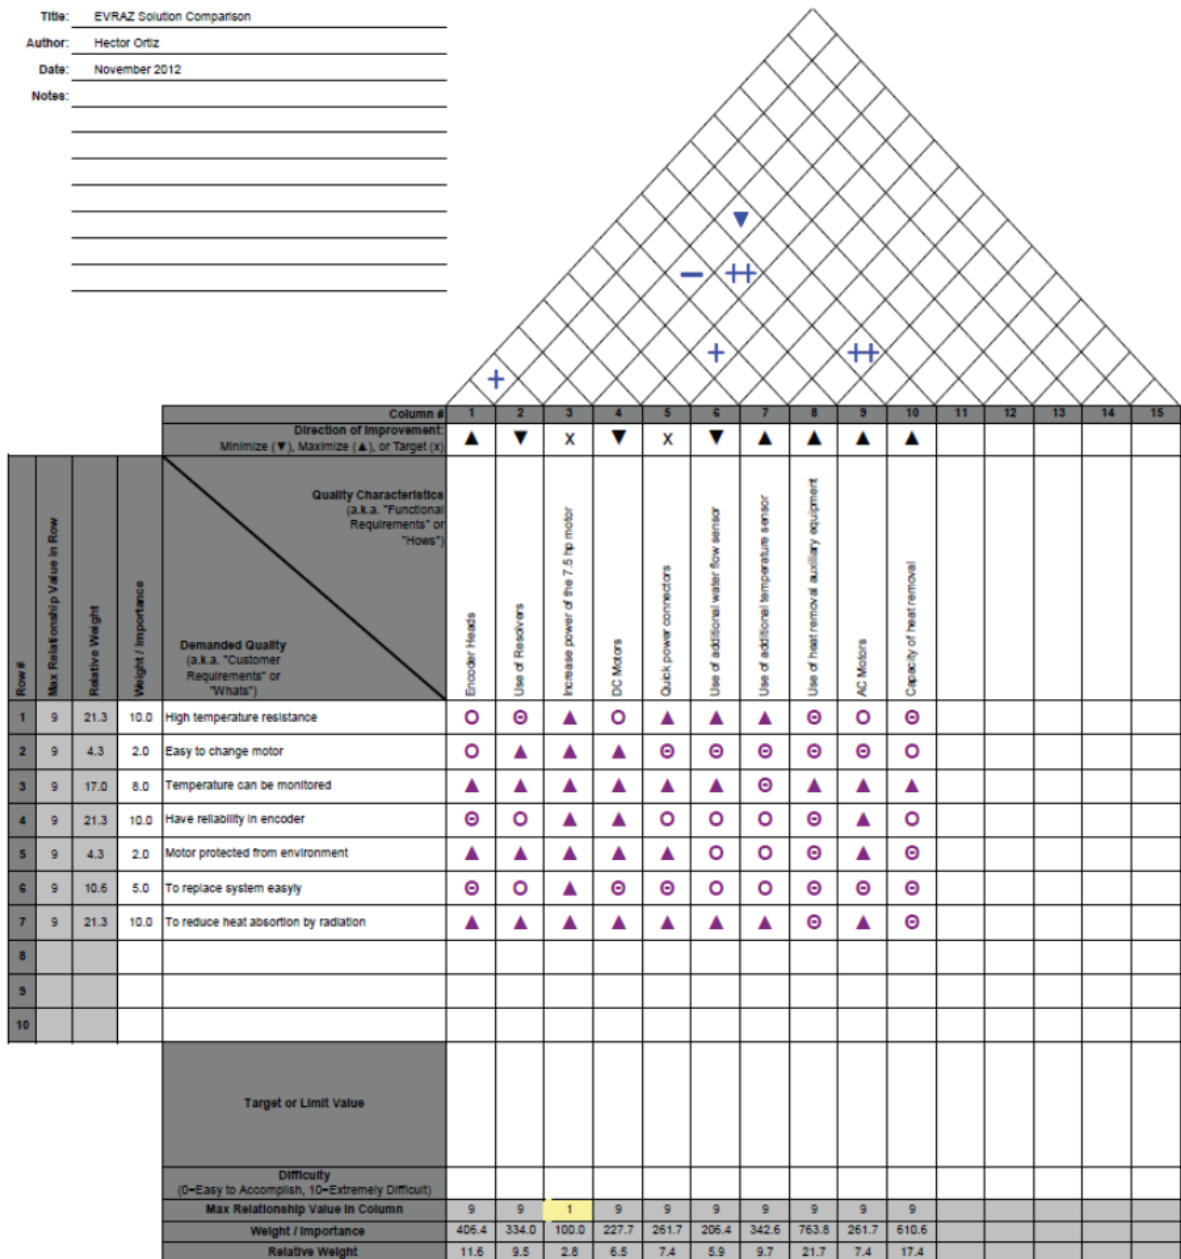 Title: EVRAZ Solution Comparison
Author: Hector Ortiz
Date: November 2012
Notes:
Column # 1 2 3 4 5 6 7 8 9 10 11 12 13 14 15
Direction of Improvement:
Minimize (▼), Maximize (▲), or Target (x) ▲ ▼ x ▼ x ▼ ▲ ▲ ▲ ▲
Row #
Max Relationship Value in Row
Relative Weight
Weight / Importance
Quality Characteristics
(a.k.a. "Functional
Requirements" or
"Hows")
Demanded Quality
(a.k.a. "Customer
Requirements" or
"Whats")
Encoder Heads
Use of Resolvers
Increase power of the 7.5 hp motor
DC Motors
Quick power connectors
Use of additional water flow sensor
Use of additional temperature sensor
Use of heat removal auxiliary equipment
AC Motors
Capacity of heat removal
1 9 21.3 10.0 High temperature resistance
2 9 4.3 2.0 Easy to change motor
3 9 17.0 8.0 Temperature can be monitored
4 9 21.3 10.0 Have reliability in encoder
5 9 4.3 2.0 Motor protected from environment
6 9 10.6 5.0 To replace system easyly
7 9 21.3 10.0 To reduce heat absortion by radiation
8
9
10
Target or Limit Value
Difficulty
(0=Easy to Accomplish, 10=Extremely Difficult)
Max Relationship Value in Column 9 9 1 9 9 9 9 9 9 9
Weight / Importance 406.4 334.0 100.0 227.7 261.7 206.4 342.6 763.8 261.7 610.6
Relative Weight 11.6 9.5 2.8 6.5 7.4 5.9 9.7 21.7 7.4 17.4